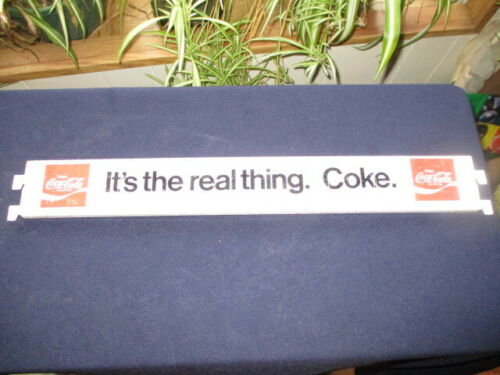 Coca-Cola
It's the real thing. Coke.
Coca-Cola